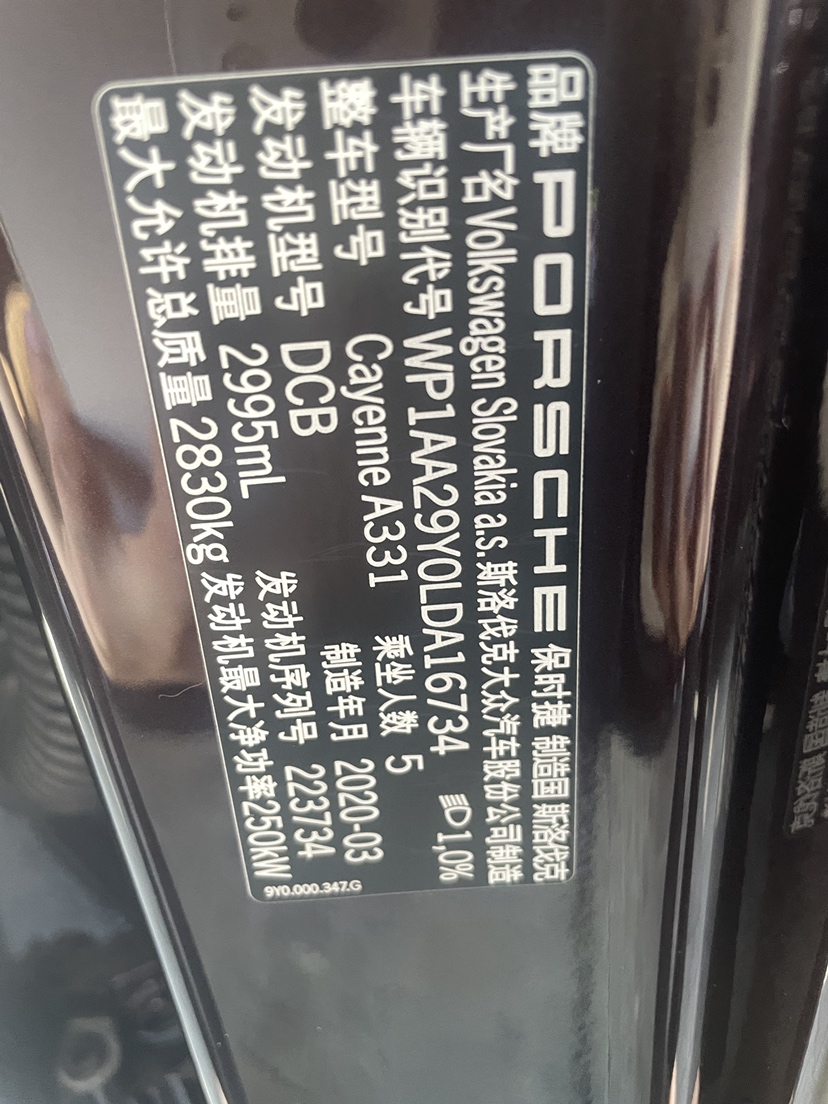 品牌 PORSCHE 保时捷 制造国 斯洛伐克
生产厂名 Volkswagen Slovakia a.s. 斯洛伐克大众汽车股份公司制造
车辆识别代号 WP1AA29Y0LDA16734 1,0%
整车型号 Cayenne A331 乘坐人数 5
发动机型号 DCB 制造年月 2020-03
发动机排量 2995mL 发动机序列号 223734
最大允许总质量 2830kg 发动机最大净功率250kW
9Y0.000.347.G